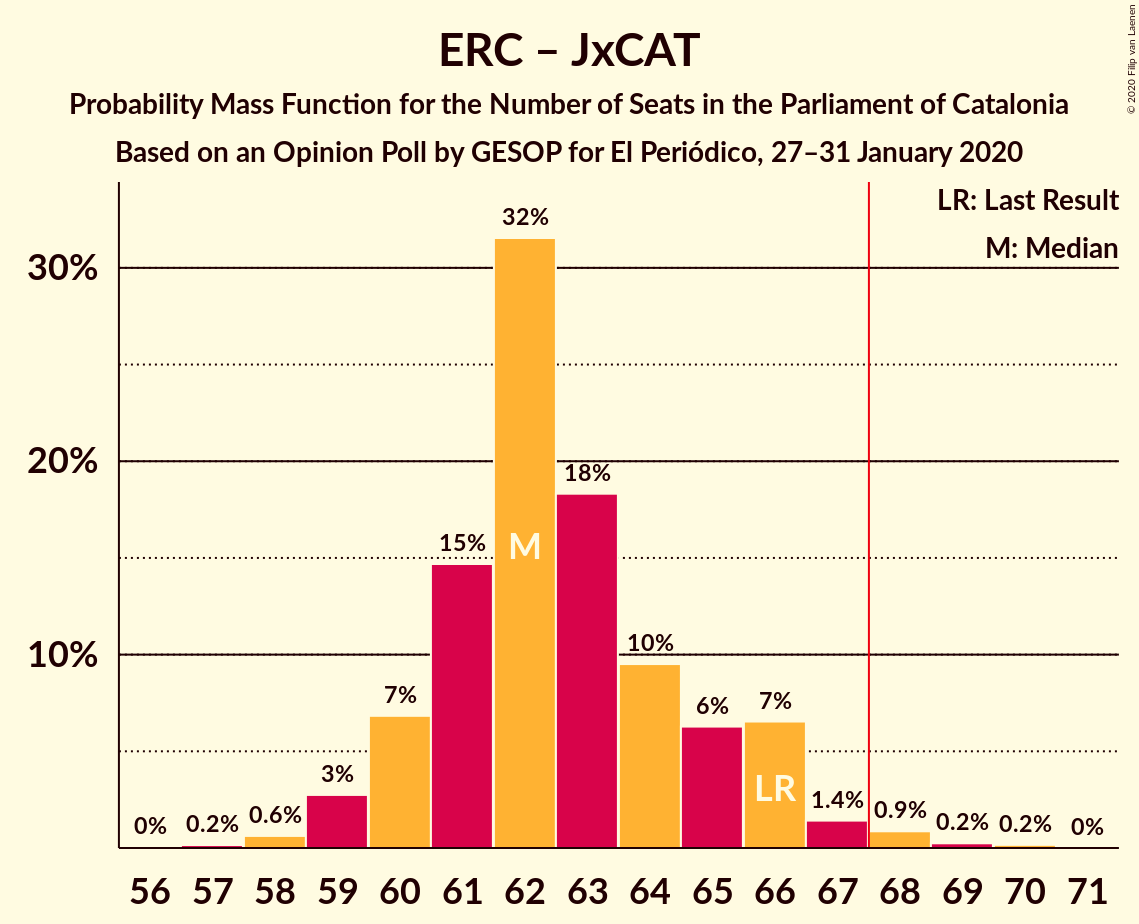 ERC – JxCAT
Probability Mass Function for the Number of Seats in the Parliament of Catalonia
Based on an Opinion Poll by GESOP for El Periódico, 27–31 January 2020
© 2020 Filip van Laenen
LR: Last Result
M: Median
30%
20%
10%
0%
0.2%
0.6%
3%
7%
15%
32%
18%
10%
6%
7%
1.4%
0.9%
0.2%
0.2%
0%
M
LR
56 57 58 59 60 61 62 63 64 65 66 67 68 69 70 71